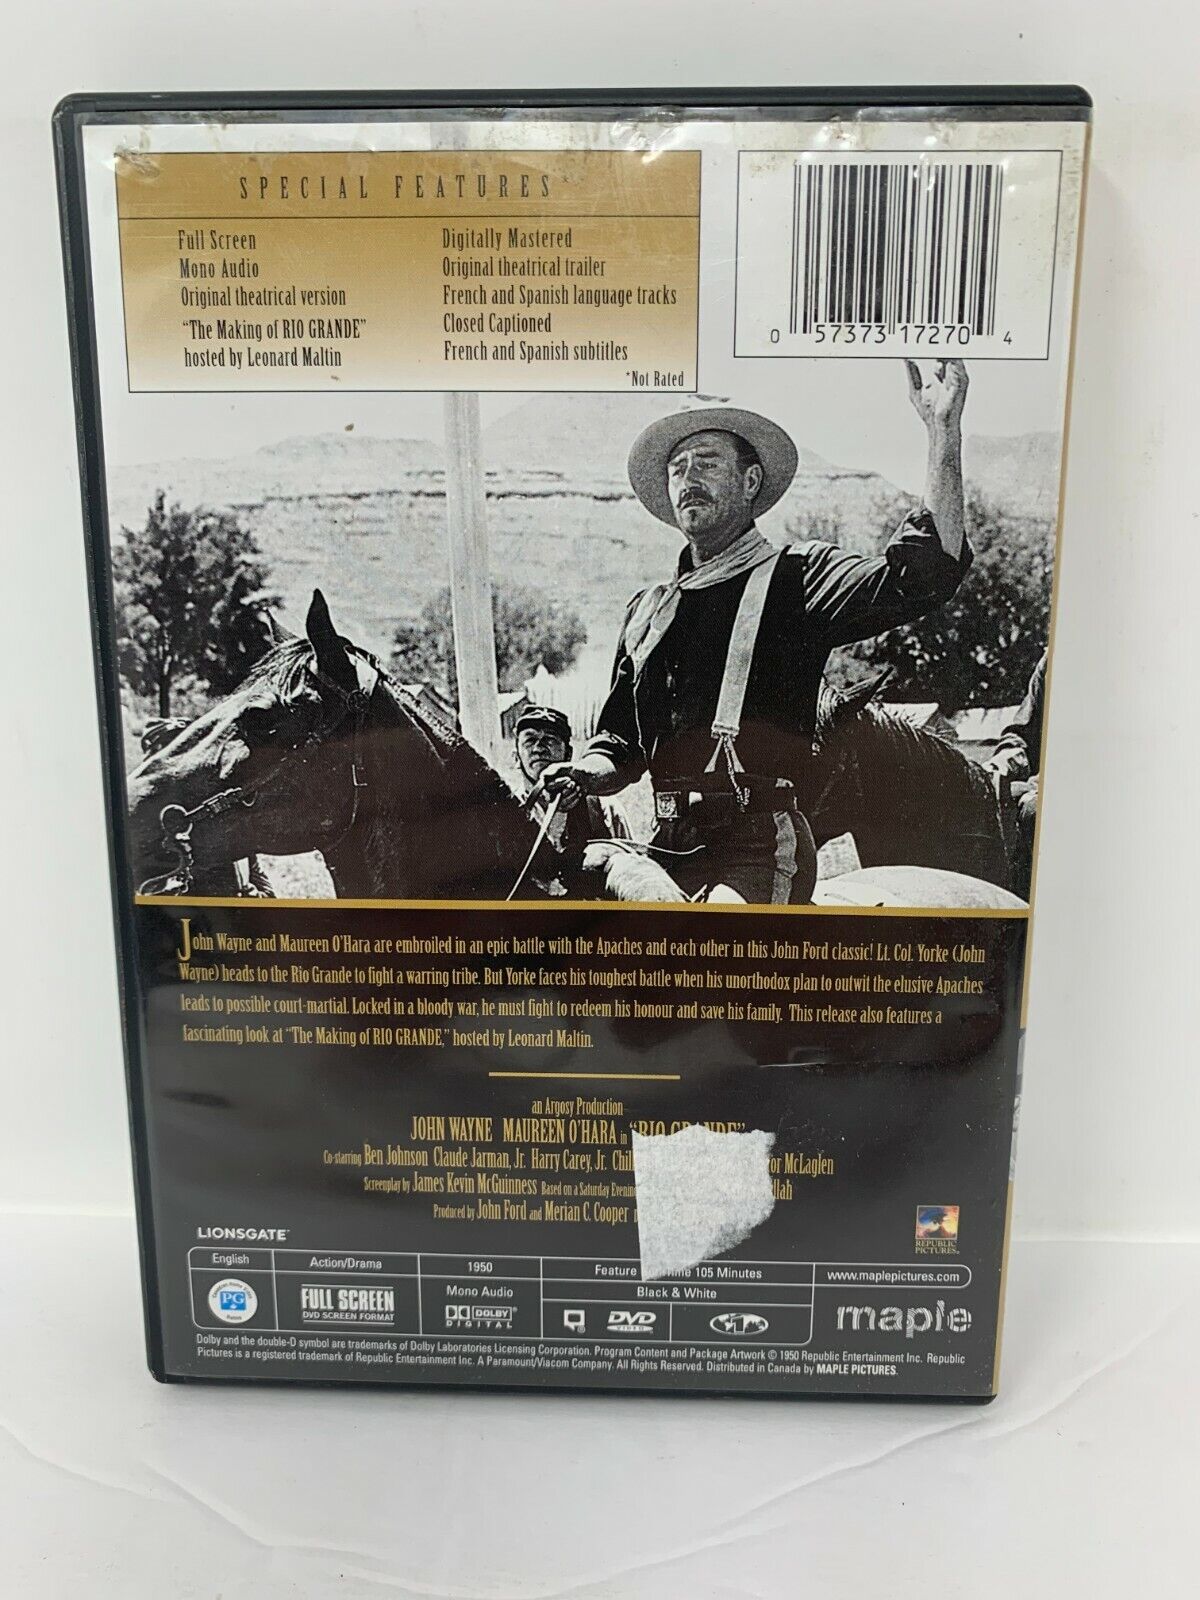 SPECIAL FEATURES*
Full Screen
Mono Audio
Original theatrical version
"The Making of RIO GRANDE"
hosted by Leonard Maltin
Digitally Mastered
Original theatrical trailer
French and Spanish language tracks
Closed Captioned
French and Spanish subtitles
*Not Rated
0 57373 17270 4
John Wayne and Maureen O'Hara are embroiled in an epic battle with the Apaches and each other in this John Ford classic! Lt. Col. Yorke (John
Wayne) heads to the Rio Grande to fight a warring tribe. But Yorke faces his toughest battle when his unorthodox plan to outwit the elusive Apaches
leads to possible court-martial. Locked in a bloody war, he must fight to redeem his honour and save his family. This release also features a
fascinating look at "The Making of RIO GRANDE," hosted by Leonard Maltin.
an Argosy Production
JOHN WAYNE MAUREEN O'HARA in "RIO GRANDE"
Co-starring Ben Johnson Claude Jarman, Jr. Harry Carey, Jr. Chil McLaglen
Screenplay by James Kevin McGuinness Based on a Saturday Evening
Produced by John Ford and Merian C. Cooper
LIONSGATE
REPUBLIC
PICTURES
English
Action/Drama
1950
Feature 105 Minutes
www.maplepictures.com
PG
FULL SCREEN
DVD SCREEN FORMAT
Mono Audio
DOLBY
DIGITAL
Black & White
DVD
VIDEO
1
maple
Dolby and the double-D symbol are trademarks of Dolby Laboratories Licensing Corporation. Program Content and Package Artwork © 1950 Republic Entertainment Inc. Republic
Pictures is a registered trademark of Republic Entertainment Inc. A Paramount/Viacom Company. All Rights Reserved. Distributed in Canada by MAPLE PICTURES.